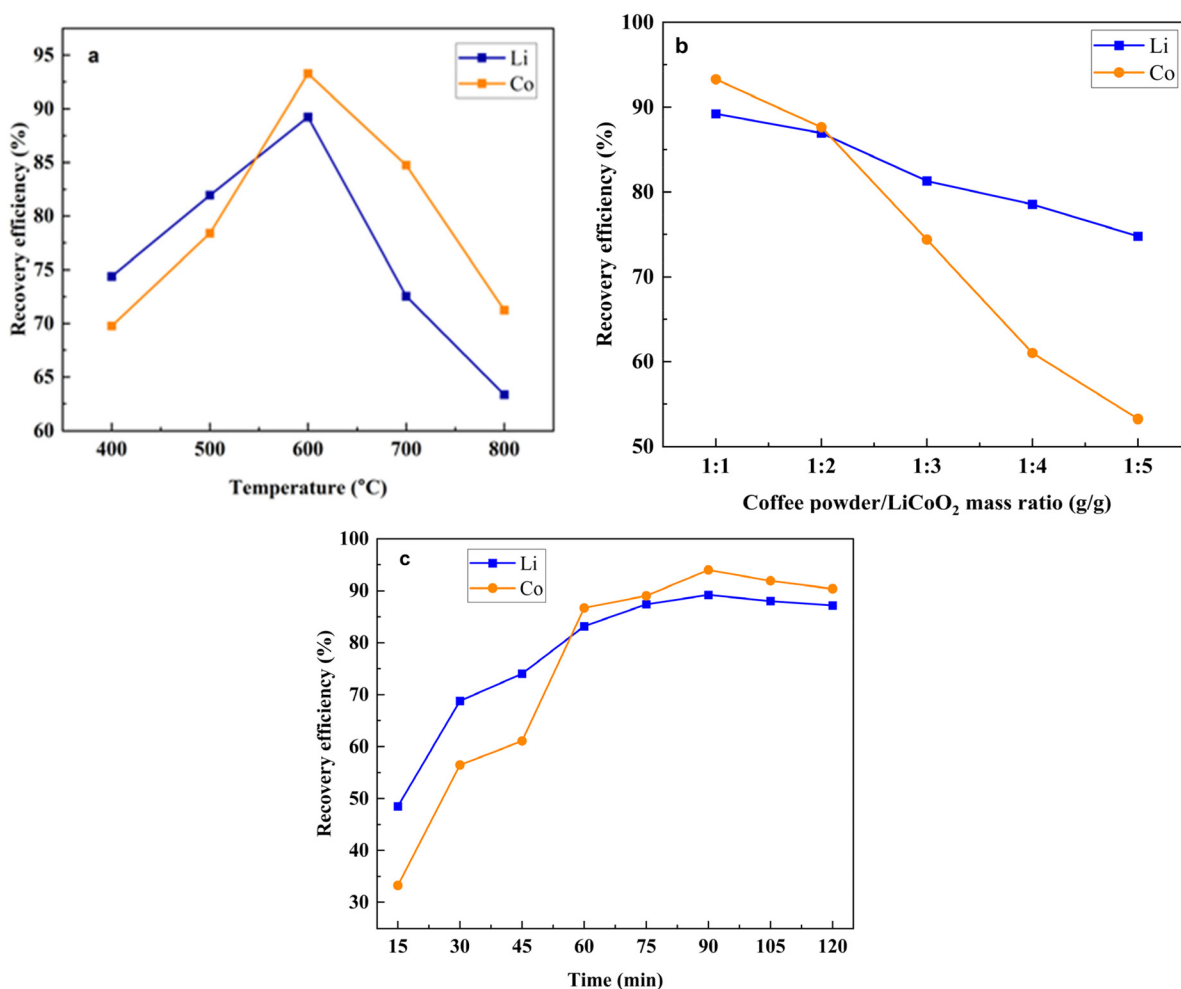 a
Li
Co
95
90
85
80
75
70
65
60
Recovery efficiency (%)
400 500 600 700 800
Temperature (°C)
b
Li
Co
100
90
80
70
60
50
Recovery efficiency (%)
1:1 1:2 1:3 1:4 1:5
Coffee powder/LiCoO₂ mass ratio (g/g)
c
Li
Co
100
90
80
70
60
50
40
30
Recovery efficiency (%)
15 30 45 60 75 90 105 120
Time (min)